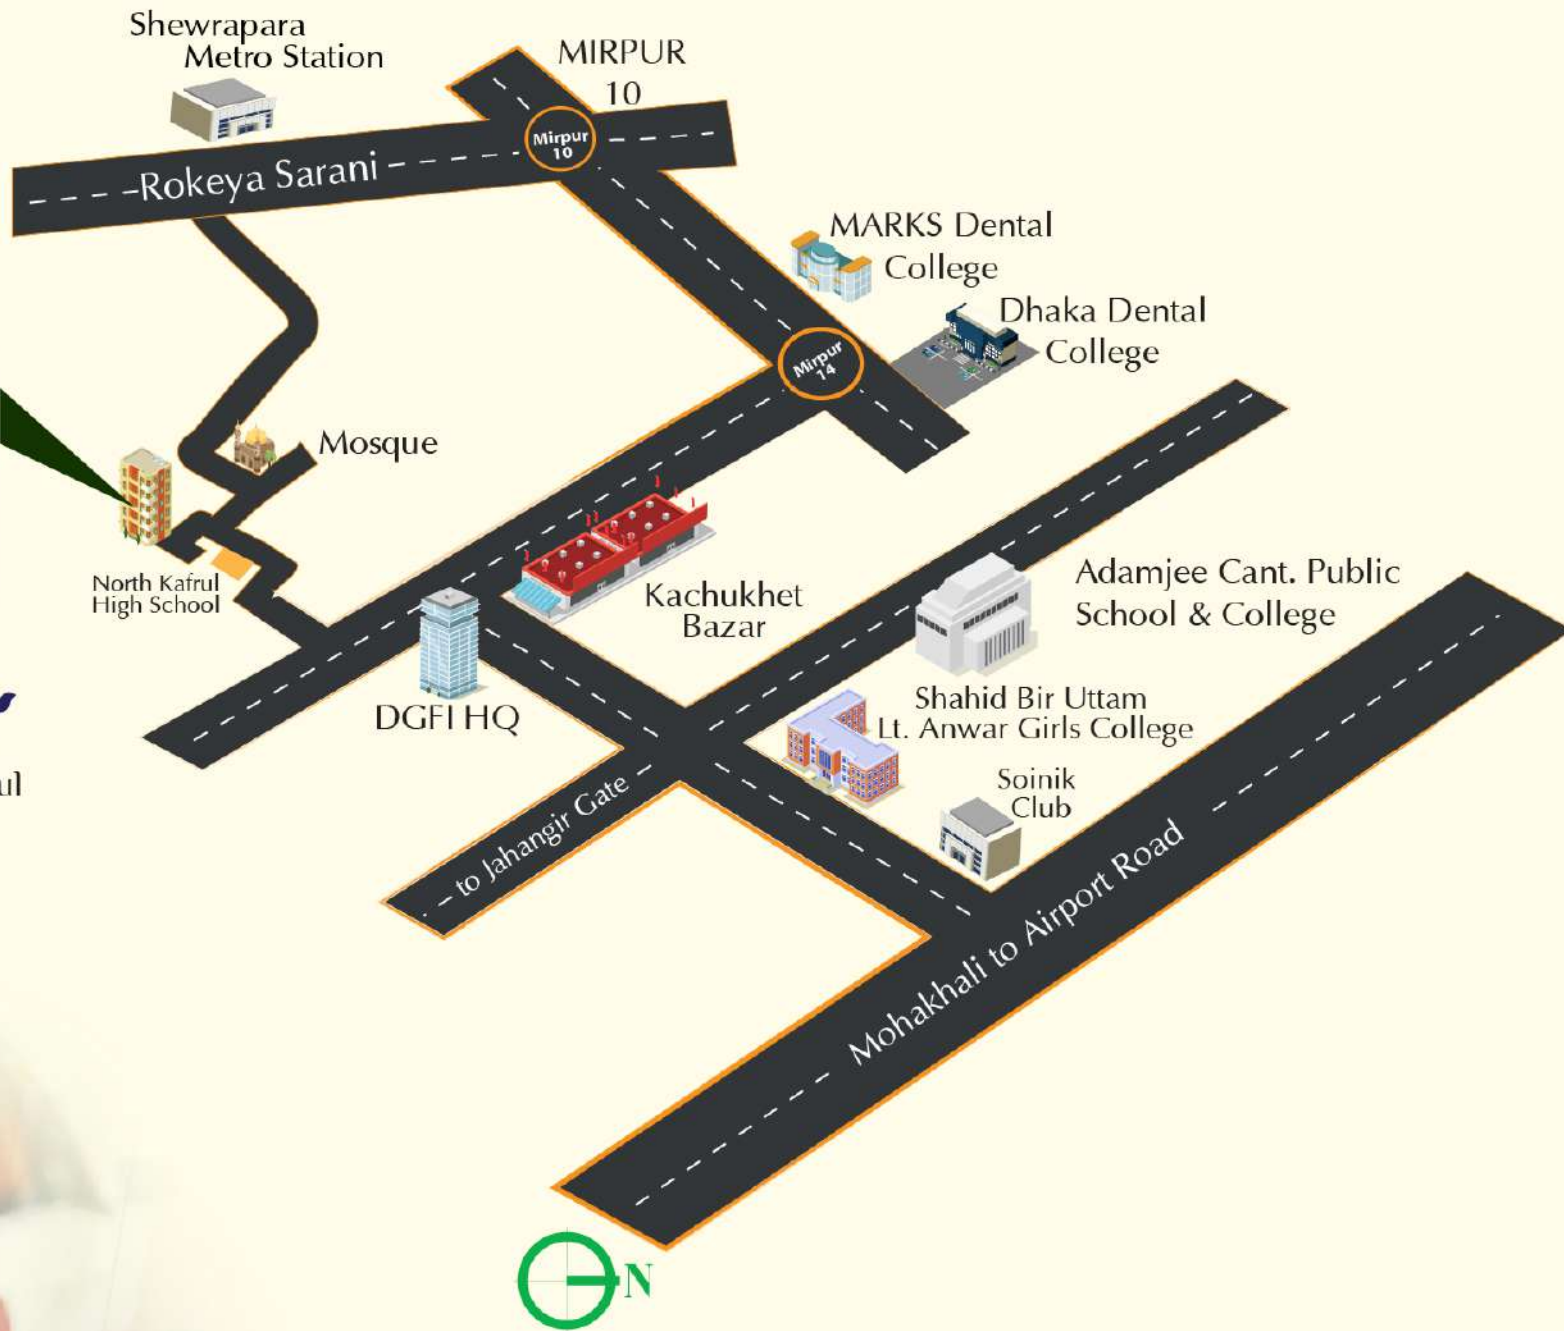 Shewrapara
Metro Station
MIRPUR
10
Mirpur
10
Rokeya Sarani
MARKS Dental
College
Dhaka Dental
College
Mirpur
14
Mosque
North Kafrul
High School
Kachukhet
Bazar
Adamjee Cant. Public
School & College
DGFI HQ
Shahid Bir Uttam
Lt. Anwar Girls College
Soinik
Club
to Jahangir Gate
Mohakhali to Airport Road
N